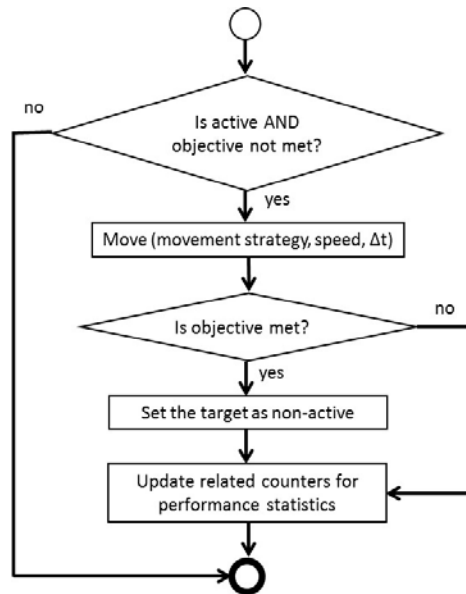 no
Is active AND
objective not met?
yes
Move (movement strategy, speed, Δt)
no
Is objective met?
yes
Set the target as non-active
Update related counters for
performance statistics